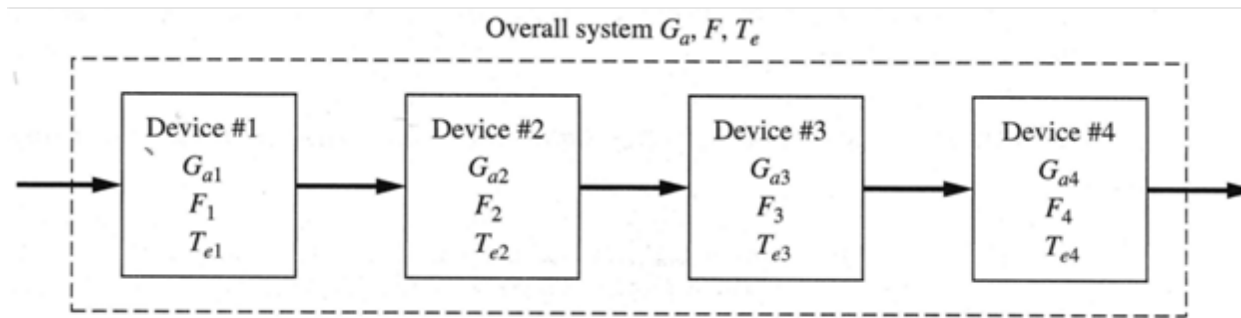 Overall system Ga, F, Te
Device #1
Ga1
F1
Te1
Device #2
Ga2
F2
Te2
Device #3
Ga3
F3
Te3
Device #4
Ga4
F4
Te4